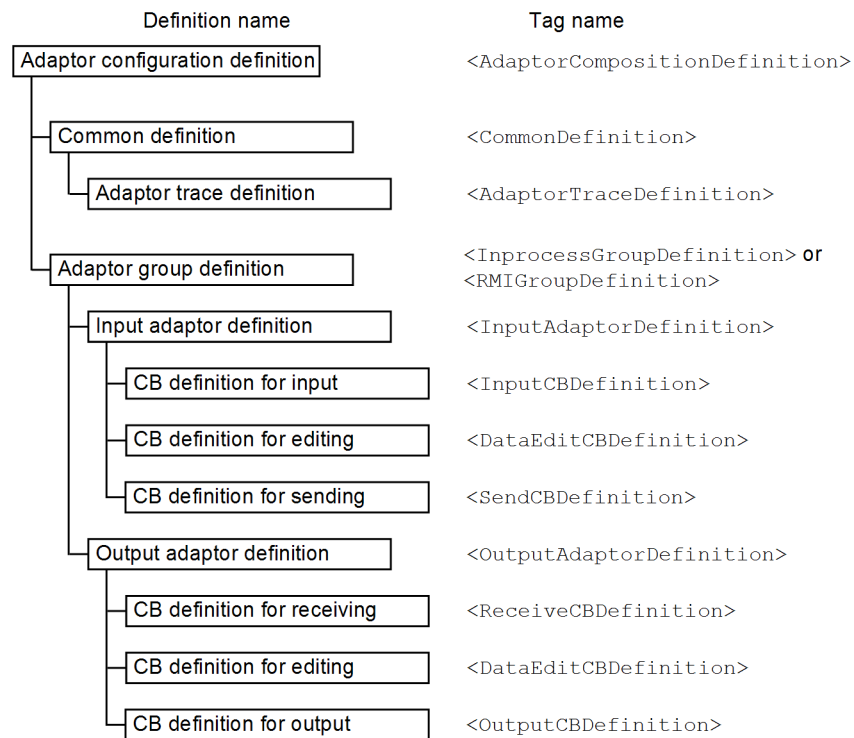 Definition name Tag name
Adaptor configuration definition <AdaptorCompositionDefinition>
Common definition <CommonDefinition>
Adaptor trace definition <AdaptorTraceDefinition>
Adaptor group definition <InprocessGroupDefinition> or
<RMIGroupDefinition>
Input adaptor definition <InputAdaptorDefinition>
CB definition for input <InputCBDefinition>
CB definition for editing <DataEditCBDefinition>
CB definition for sending <SendCBDefinition>
Output adaptor definition <OutputAdaptorDefinition>
CB definition for receiving <ReceiveCBDefinition>
CB definition for editing <DataEditCBDefinition>
CB definition for output <OutputCBDefinition>